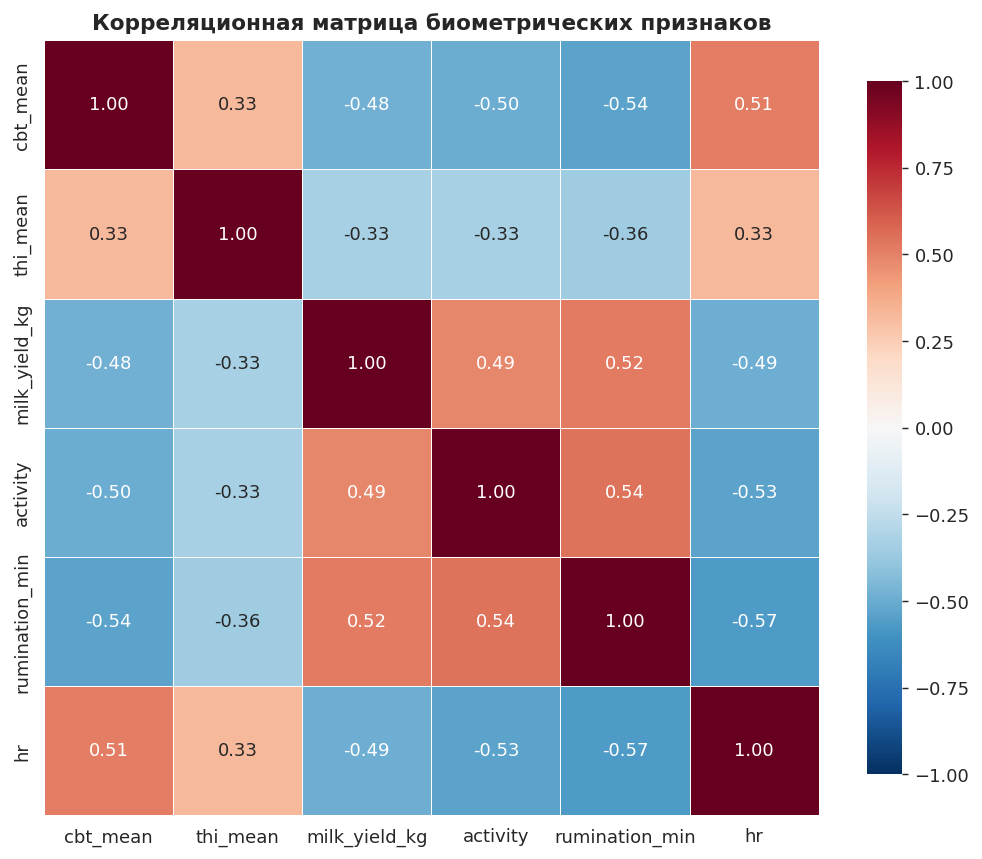 Корреляционная матрица биометрических признаков
cbt_mean 1.00 0.33 -0.48 -0.50 -0.54 0.51
thi_mean 0.33 1.00 -0.33 -0.33 -0.36 0.33
milk_yield_kg -0.48 -0.33 1.00 0.49 0.52 -0.49
activity -0.50 -0.33 0.49 1.00 0.54 -0.53
rumination_min -0.54 -0.36 0.52 0.54 1.00 -0.57
hr 0.51 0.33 -0.49 -0.53 -0.57 1.00
cbt_mean thi_mean milk_yield_kg activity rumination_min hr
1.00
0.75
0.50
0.25
0.00
−0.25
−0.50
−0.75
−1.00